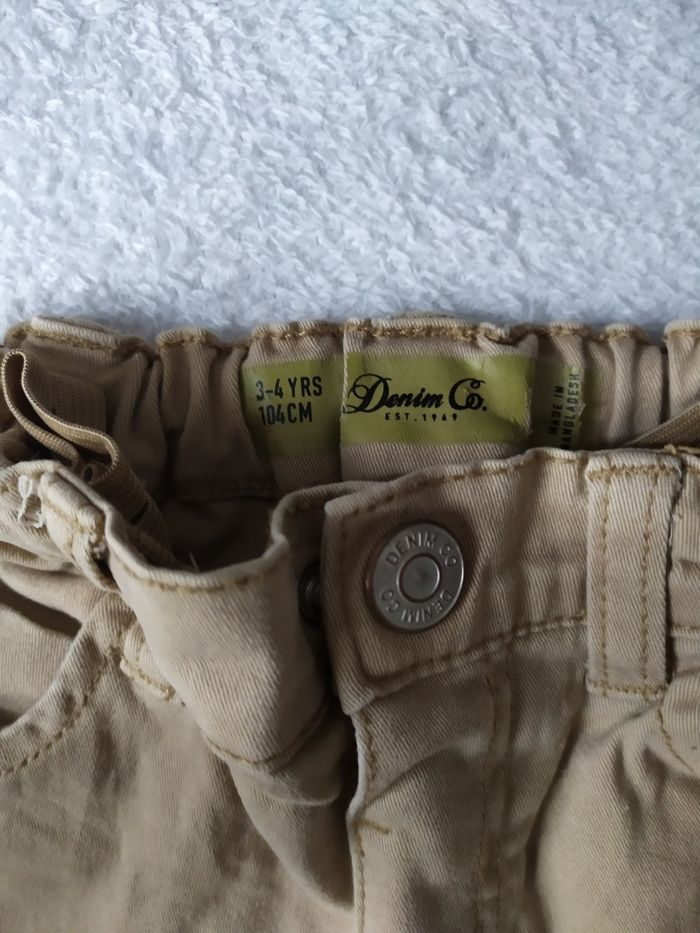 3-4 YRS
104CM
Denim Co.
EST. 1969
MADE IN
BANGLADESH
DENIM CO
DENIM CO